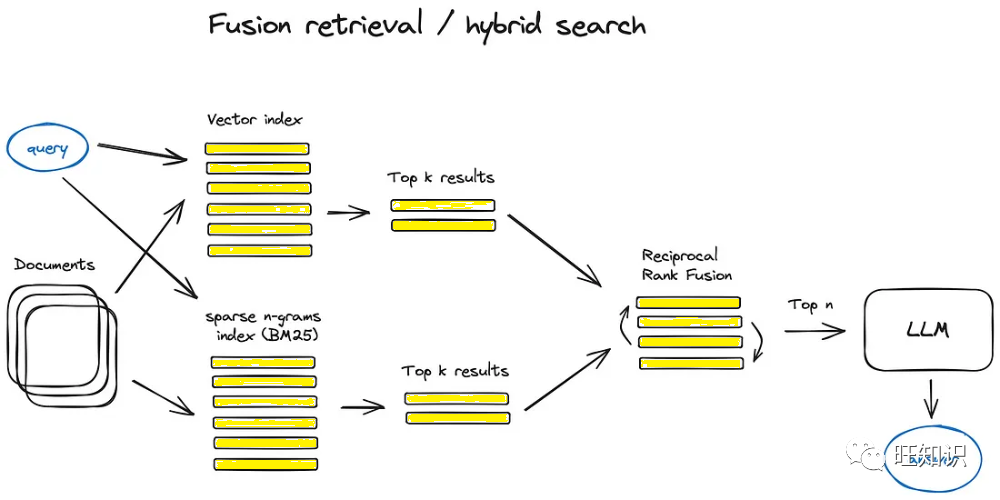 Fusion retrieval / hybrid search
Vector index
query
Top k results
Documents
Reciprocal
Rank Fusion
Top n
sparse n-grams
index (BM25)
LLM
Top k results
旺知识